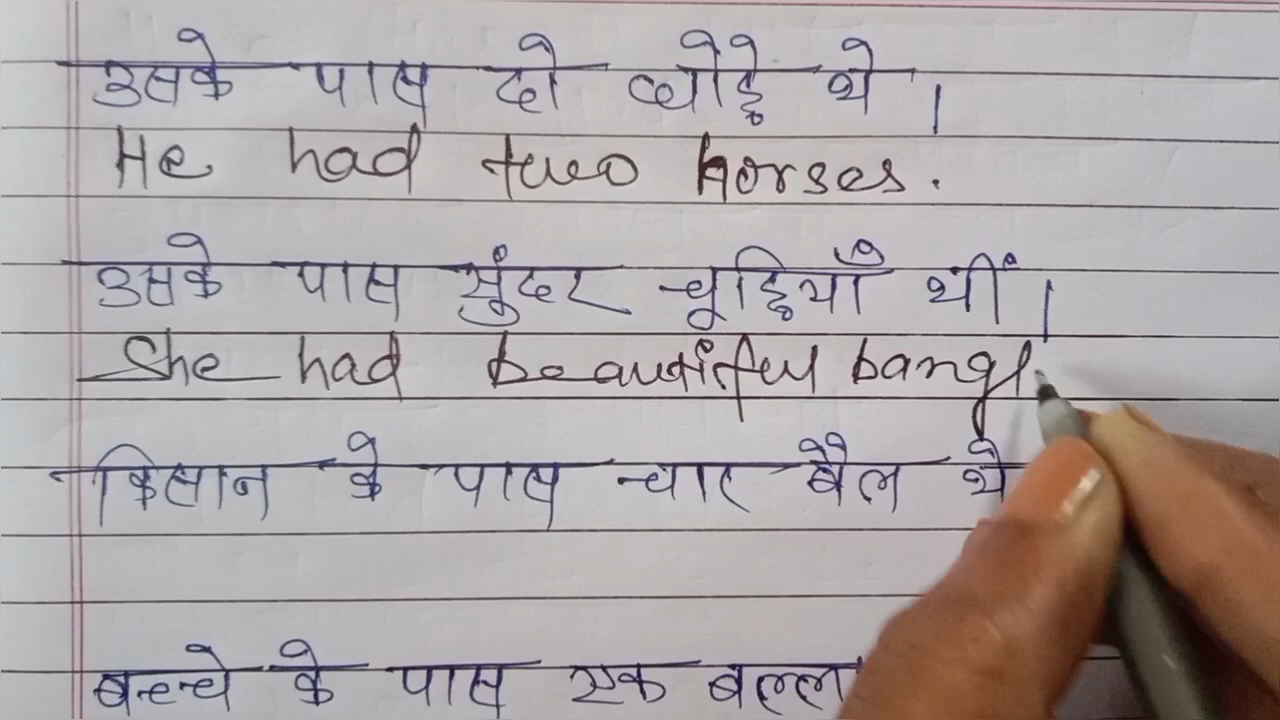 उसके पास दो घोड़े थे ।
He had two horses.
उसके पास सुंदर चूड़ियाँ थीं ।
She had beautiful bangl
किसान के पास चार बैल थे
बच्चे के पास एक बल्ला